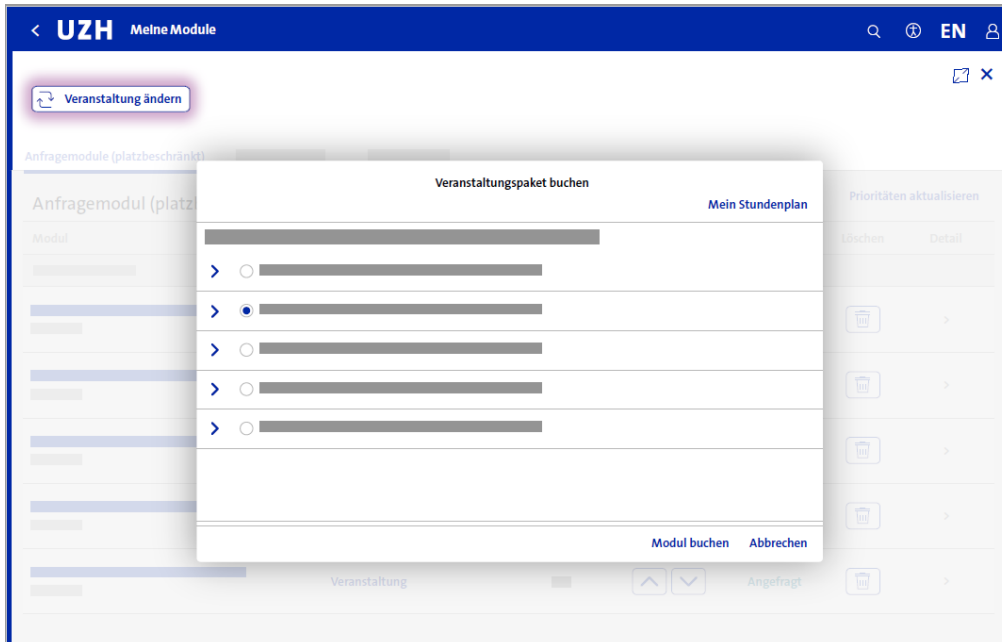 UZH Meine Module EN
Veranstaltung ändern
Anfragemodule (platzbeschränkt)
Veranstaltungspaket buchen
Mein Stundenplan
Prioritäten aktualisieren
Anfragemodul (platz
Modul Löschen Detail
Modul buchen Abbrechen
Veranstaltung Angefragt